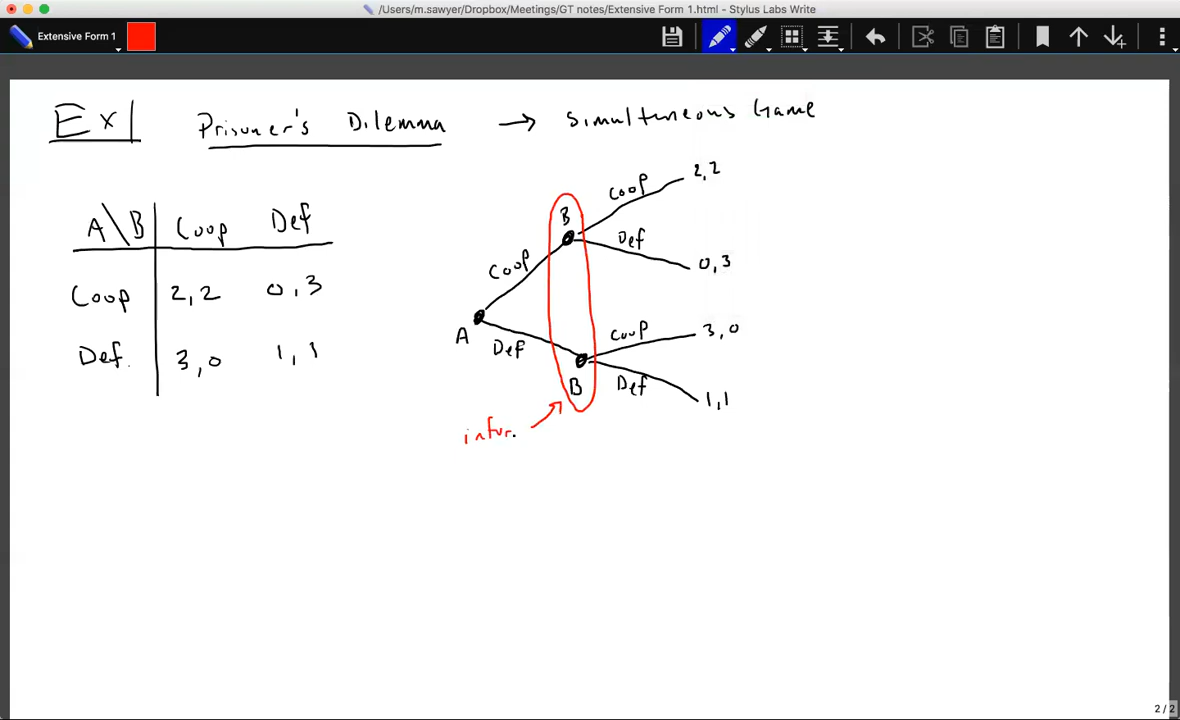 /Users/m.sawyer/Dropbox/Meetings/GT notes/Extensive Form 1.html - Stylus Labs Write
Extensive Form 1
Ex1 Prisoner's Dilemma → Simultaneous Game
A\B Coop Def
Coop 2,2 0,3
Def. 3,0 1,1
A
Coop
Def
B
B
Coop
Def
Coop
Def
2,2
0,3
3,0
1,1
infor.
2 / 2